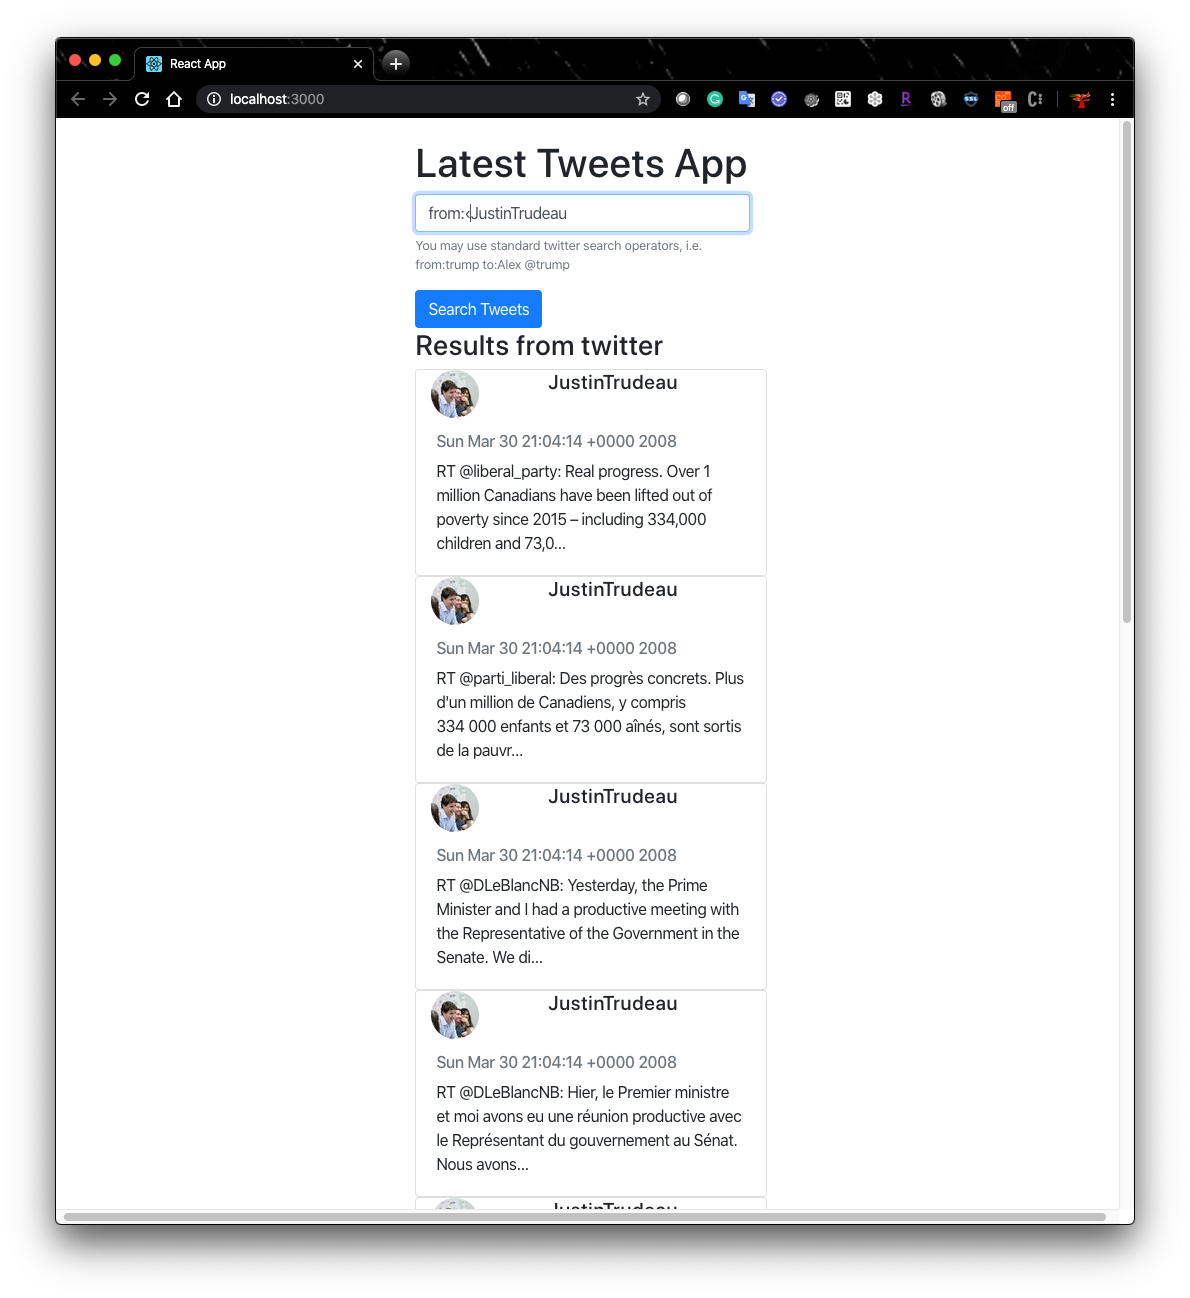 React App
localhost:3000
off
Latest Tweets App
from:<JustinTrudeau
You may use standard twitter search operators, i.e.
from:trump to:Alex @trump
Search Tweets
Results from twitter
JustinTrudeau
Sun Mar 30 21:04:14 +0000 2008
RT @liberal_party: Real progress. Over 1
million Canadians have been lifted out of
poverty since 2015 – including 334,000
children and 73,0…
JustinTrudeau
Sun Mar 30 21:04:14 +0000 2008
RT @parti_liberal: Des progrès concrets. Plus
d'un million de Canadiens, y compris
334 000 enfants et 73 000 aînés, sont sortis
de la pauvr…
JustinTrudeau
Sun Mar 30 21:04:14 +0000 2008
RT @DLeBlancNB: Yesterday, the Prime
Minister and I had a productive meeting with
the Representative of the Government in the
Senate. We di…
JustinTrudeau
Sun Mar 30 21:04:14 +0000 2008
RT @DLeBlancNB: Hier, le Premier ministre
et moi avons eu une réunion productive avec
le Représentant du gouvernement au Sénat.
Nous avons…
JustinTrudeau